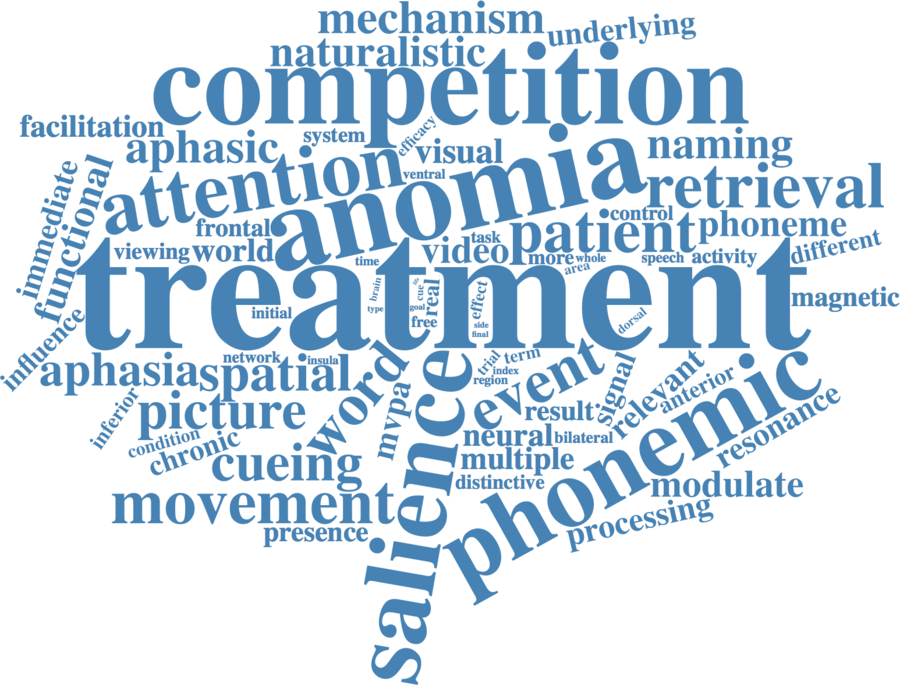 mechanism
underlying
naturalistic
competition
facilitation
system
efficacy
aphasic
visual
naming
attention
ventral
anomia
retrieval
immediate
functional
frontal
control
patient
phoneme
viewing
world
time
video
task
more
whole
area
speech
activity
different
treatment
brain
type
%
cue
goal
real
free
effect
side
final
initial
dorsal
magnetic
influence
aphasia
network
insula
spatial
word
salience
trial
term
index
region
event
signal
relevant
anterior
phonemic
resonance
inferior
picture
condition
chronic
mvpa
result
neural
bilateral
cueing
multiple
distinctive
modulate
movement
processing
presence